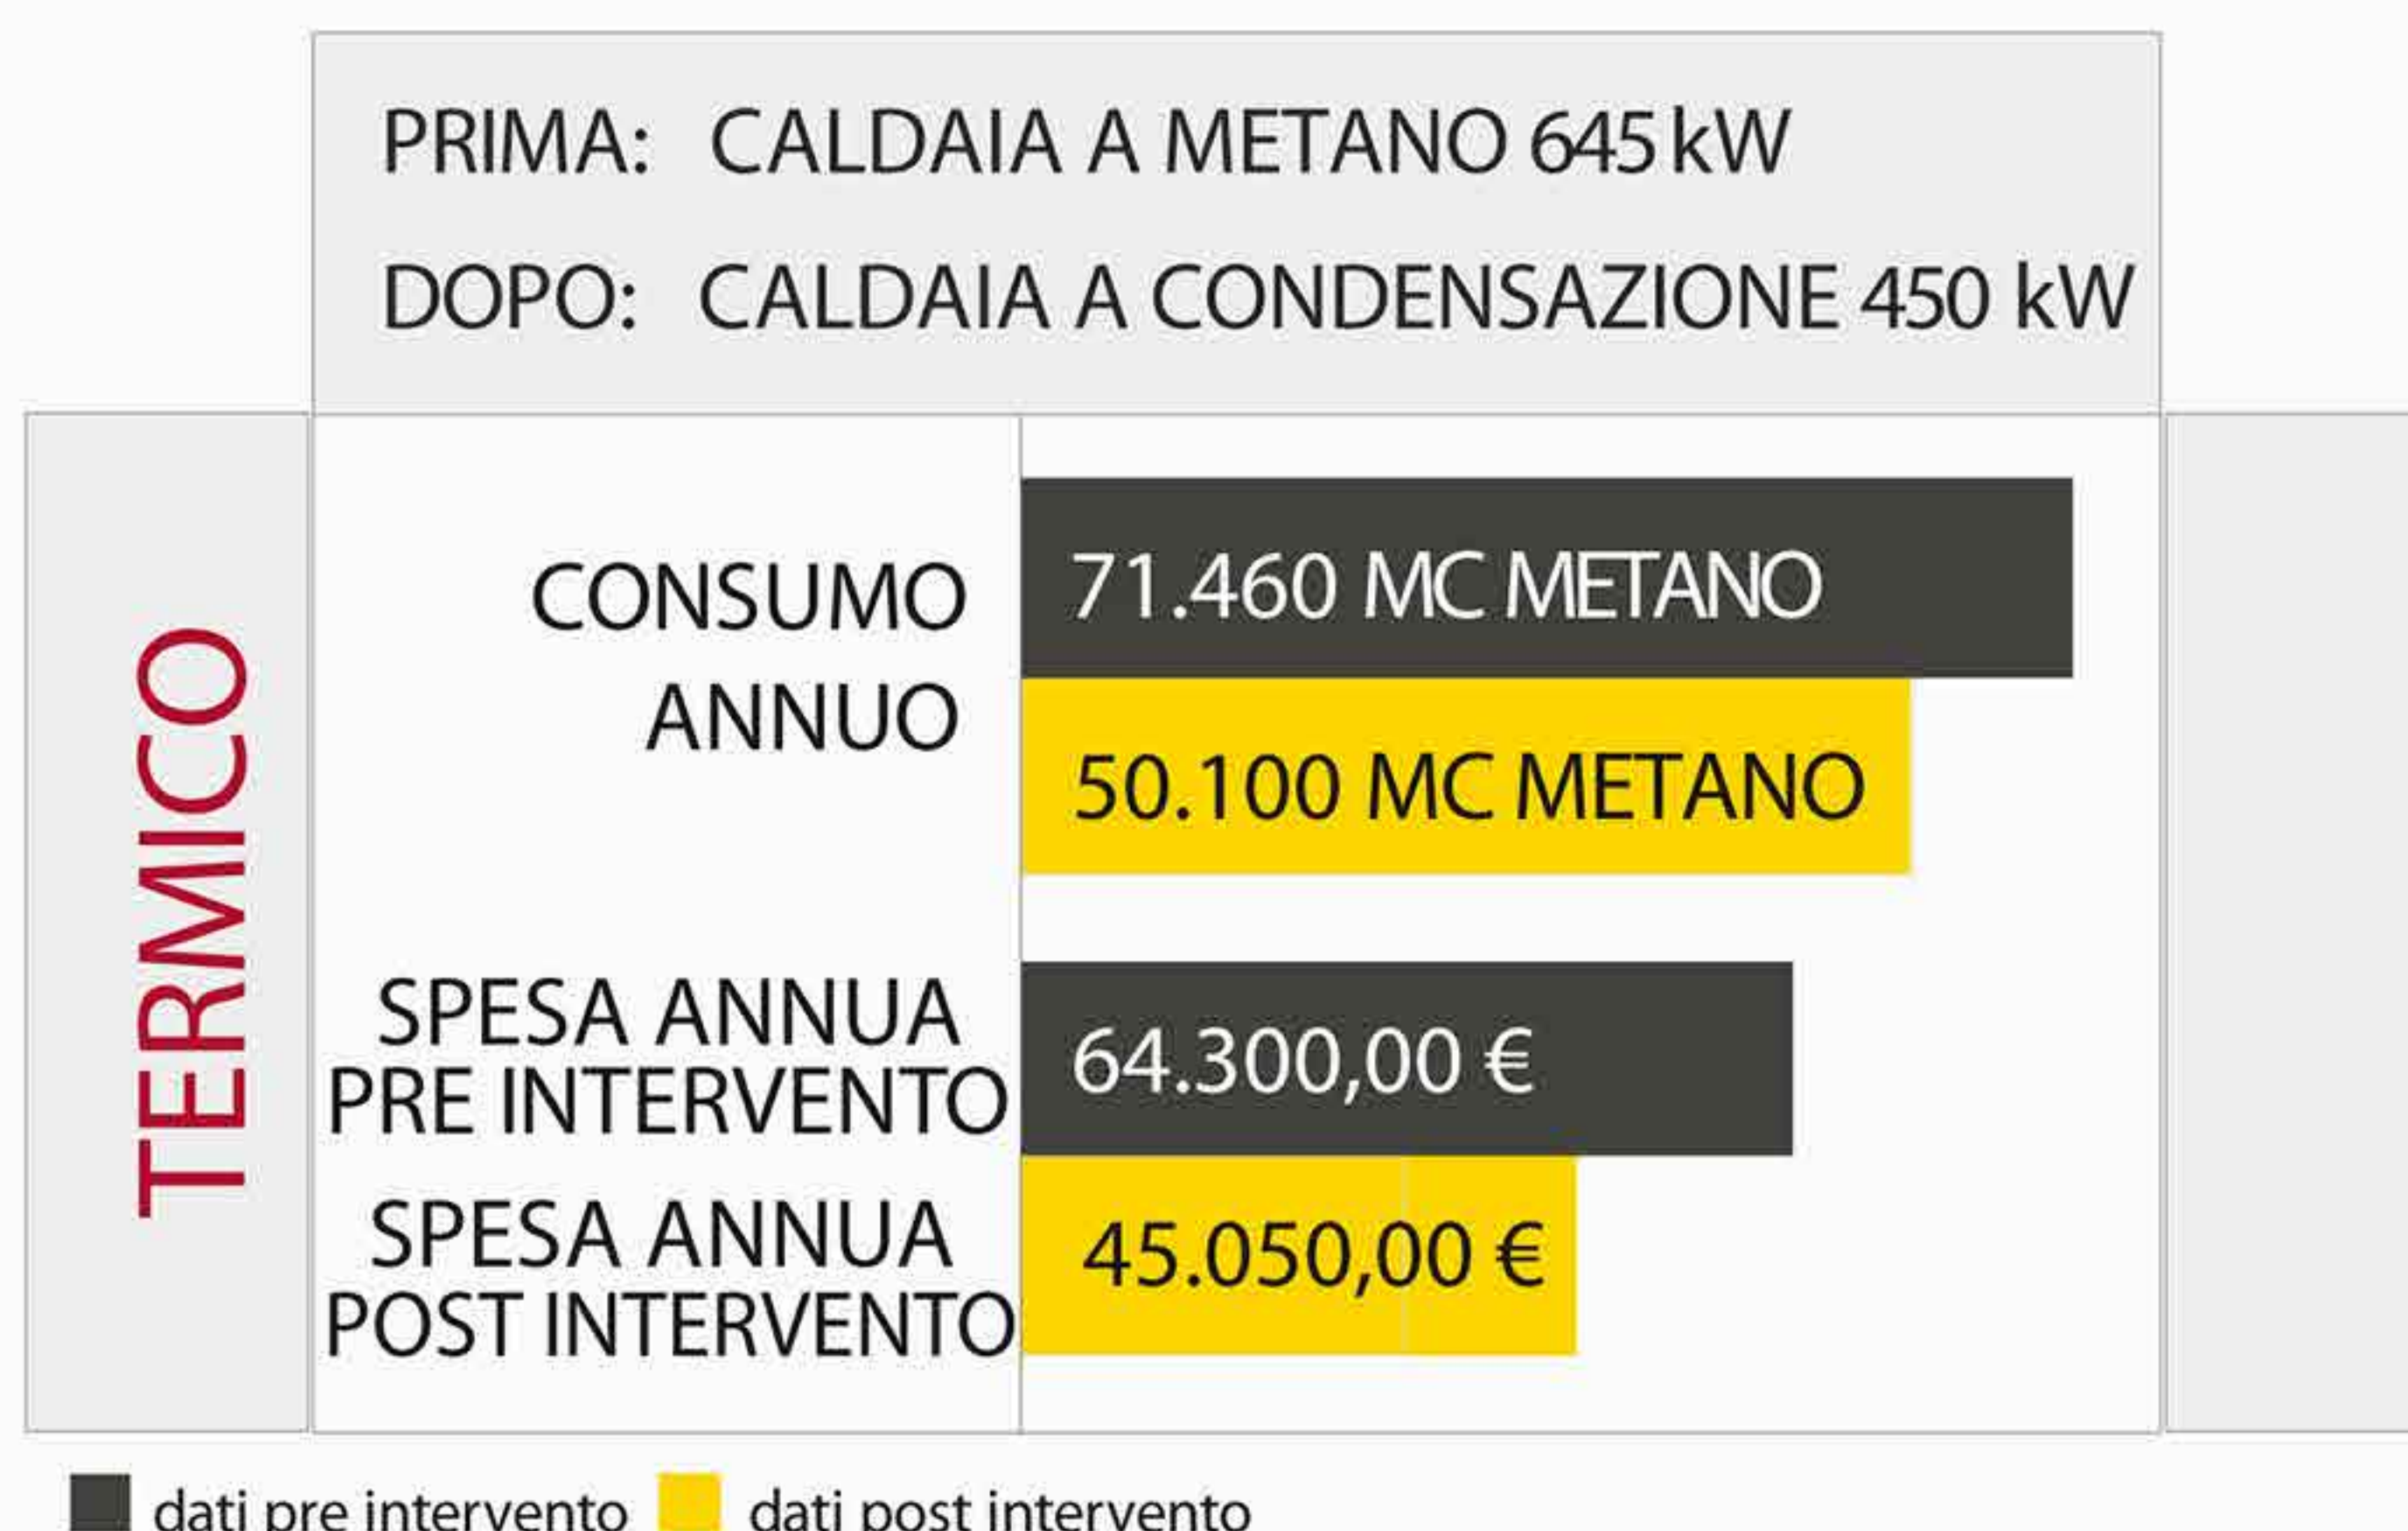 PRIMA: CALDAIA A METANO 645 kW
DOPO: CALDAIA A CONDENSAZIONE 450 kW
TERMICO
CONSUMO
ANNUO
71.460 MC METANO
50.100 MC METANO
SPESA ANNUA
PRE INTERVENTO
64.300,00 €
SPESA ANNUA
POST INTERVENTO
45.050,00 €
dati pre intervento
dati post intervento